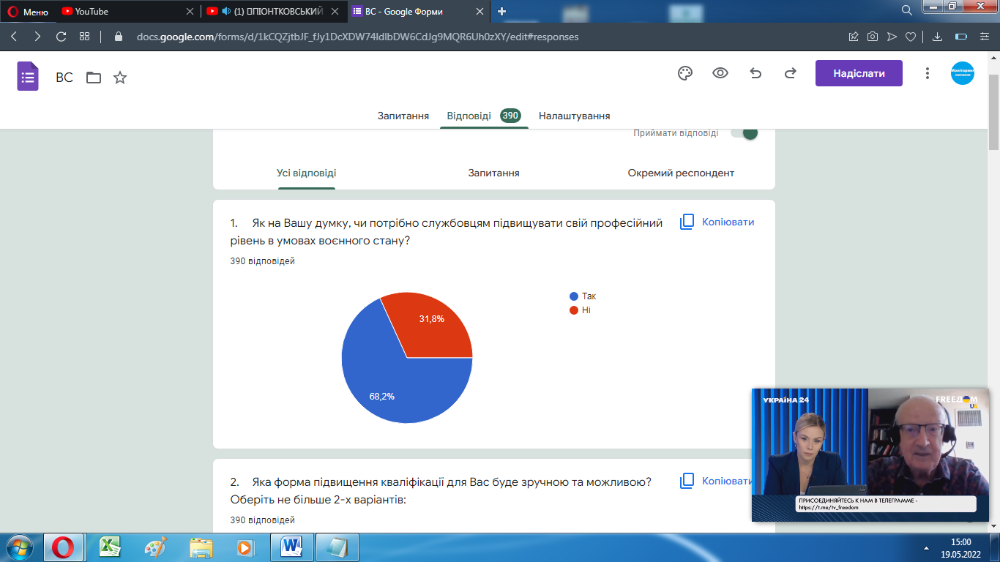 Меню
YouTube
(1) ПІОНТКОВСЬКИЙ
ВС - Google Форми
docs.google.com/forms/d/1kCQZjtbJF_fJy1DcXDW74IdlbDW6CdJg9MQR6Uh0zXY/edit#responses
ВС
Надіслати
Запитання
Відповіді 390
Налаштування
Приймати відповіді
Усі відповіді
Запитання
Окремий респондент
1. Як на Вашу думку, чи потрібно службовцям підвищувати свій професійний
рівень в умовах воєнного стану?
Копіювати
390 відповідей
Так
Ні
31,8%
68,2%
2. Яка форма підвищення кваліфікації для Вас буде зручною та можливою?
Оберіть не більше 2-х варіантів:
Копіювати
390 відповідей
УКРАЇНА 24
FREEДОМ
UA
ПРИСОЕДИНЯЙТЕСЬ К НАМ В ТЕЛЕГРАММЕ -
https://t.me/tv_freedom
15:00
19.05.2022